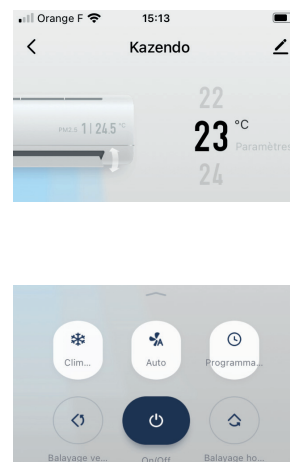 Orange F 15:13
Kazendo
22
PM2.5 1 | 24.5 °C
23 °C
Paramètres
24
Clim... Auto Programma...
Balayage ve... On/Off Balayage ho...